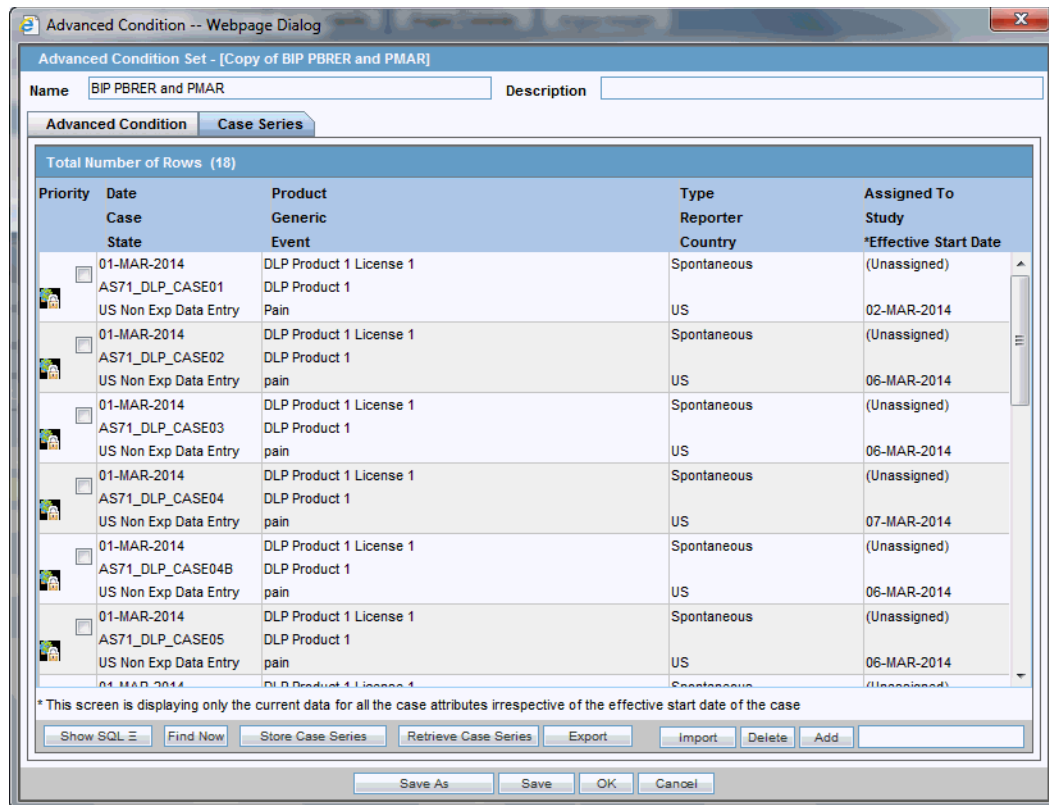 Advanced Condition -- Webpage Dialog
Advanced Condition Set - [Copy of BIP PBRER and PMAR]
Name BIP PBRER and PMAR Description
Advanced Condition Case Series
Total Number of Rows (18)
Priority Date Product Type Assigned To
Case Generic Reporter Study
State Event Country *Effective Start Date
01-MAR-2014 DLP Product 1 License 1 Spontaneous (Unassigned)
AS71_DLP_CASE01 DLP Product 1
US Non Exp Data Entry Pain US 02-MAR-2014
01-MAR-2014 DLP Product 1 License 1 Spontaneous (Unassigned)
AS71_DLP_CASE02 DLP Product 1
US Non Exp Data Entry pain US 06-MAR-2014
01-MAR-2014 DLP Product 1 License 1 Spontaneous (Unassigned)
AS71_DLP_CASE03 DLP Product 1
US Non Exp Data Entry pain US 06-MAR-2014
01-MAR-2014 DLP Product 1 License 1 Spontaneous (Unassigned)
AS71_DLP_CASE04 DLP Product 1
US Non Exp Data Entry pain US 07-MAR-2014
01-MAR-2014 DLP Product 1 License 1 Spontaneous (Unassigned)
AS71_DLP_CASE04B DLP Product 1
US Non Exp Data Entry pain US 06-MAR-2014
01-MAR-2014 DLP Product 1 License 1 Spontaneous (Unassigned)
AS71_DLP_CASE05 DLP Product 1
US Non Exp Data Entry pain US 06-MAR-2014
01-MAR-2014 DLP Product 1 License 1 Spontaneous (Unassigned)
* This screen is displaying only the current data for all the case attributes irrespective of the effective start date of the case
Show SQL Ξ Find Now Store Case Series Retrieve Case Series Export Import Delete Add
Save As Save OK Cancel